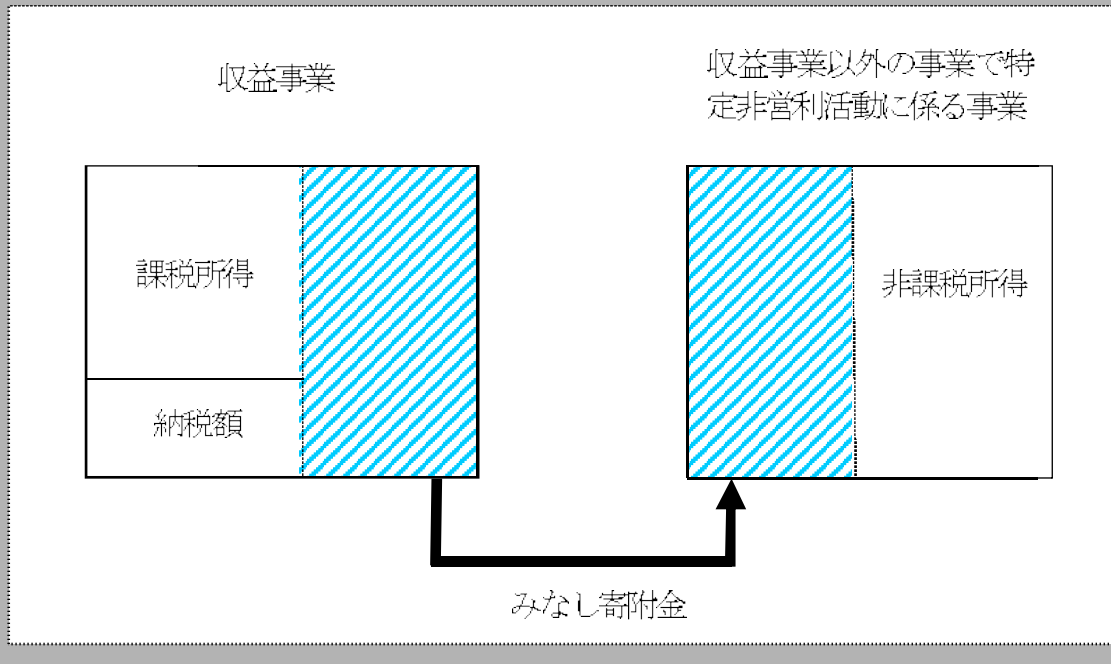 収益事業
収益事業以外の事業で特
定非営利活動に係る事業
課税所得
非課税所得
納税額
みなし寄附金